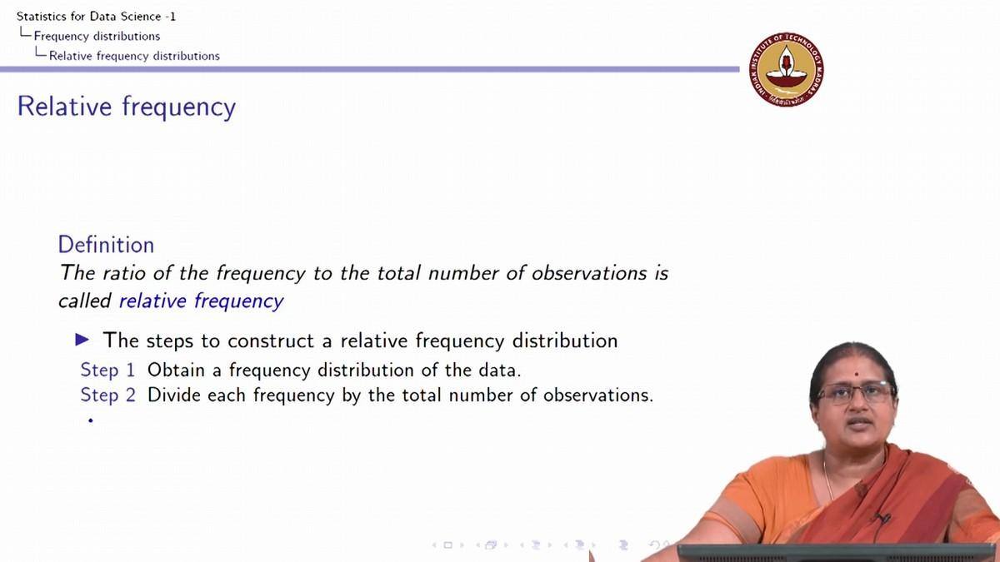 Statistics for Data Science -1
Frequency distributions
Relative frequency distributions
INDIAN INSTITUTE OF TECHNOLOGY MADRAS
Relative frequency
Definition
The ratio of the frequency to the total number of observations is
called relative frequency
The steps to construct a relative frequency distribution
Step 1 Obtain a frequency distribution of the data.
Step 2 Divide each frequency by the total number of observations.